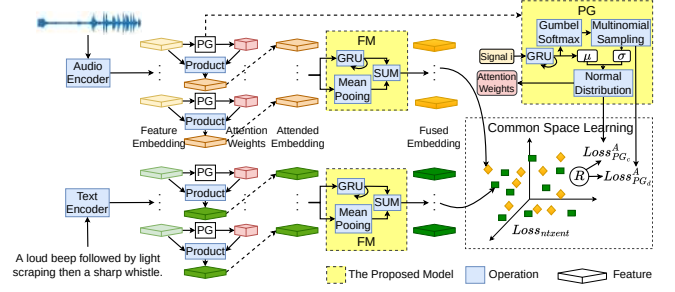 PG
Gumbel
Softmax
Multinomial
Sampling
Signal i
GRU
μ
σ
Attention
Weights
Normal
Distribution
Audio
Encoder
PG
Product
PG
Product
Feature
Embedding
Attention
Weights
Attended
Embedding
FM
GRU
Mean
Pooing
SUM
Fused
Embedding
Common Space Learning
Loss^A_{PG_c}
R
Loss^A_{PG_d}
Loss_{ntxent}
Text
Encoder
PG
Product
PG
Product
GRU
Mean
Pooing
SUM
FM
A loud beep followed by light
scraping then a sharp whistle.
The Proposed Model
Operation
Feature